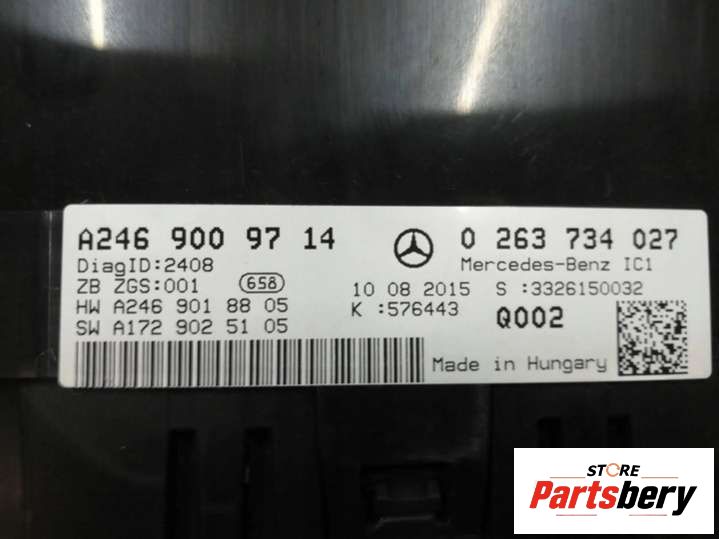 A246 900 97 14
0 263 734 027
DiagID:2408
Mercedes-Benz IC1
ZB ZGS:001
658
10 08 2015
S :3326150032
HW A246 901 88 05
K :576443
Q002
SW A172 902 51 05
Made in Hungary
STORE
Partsbery